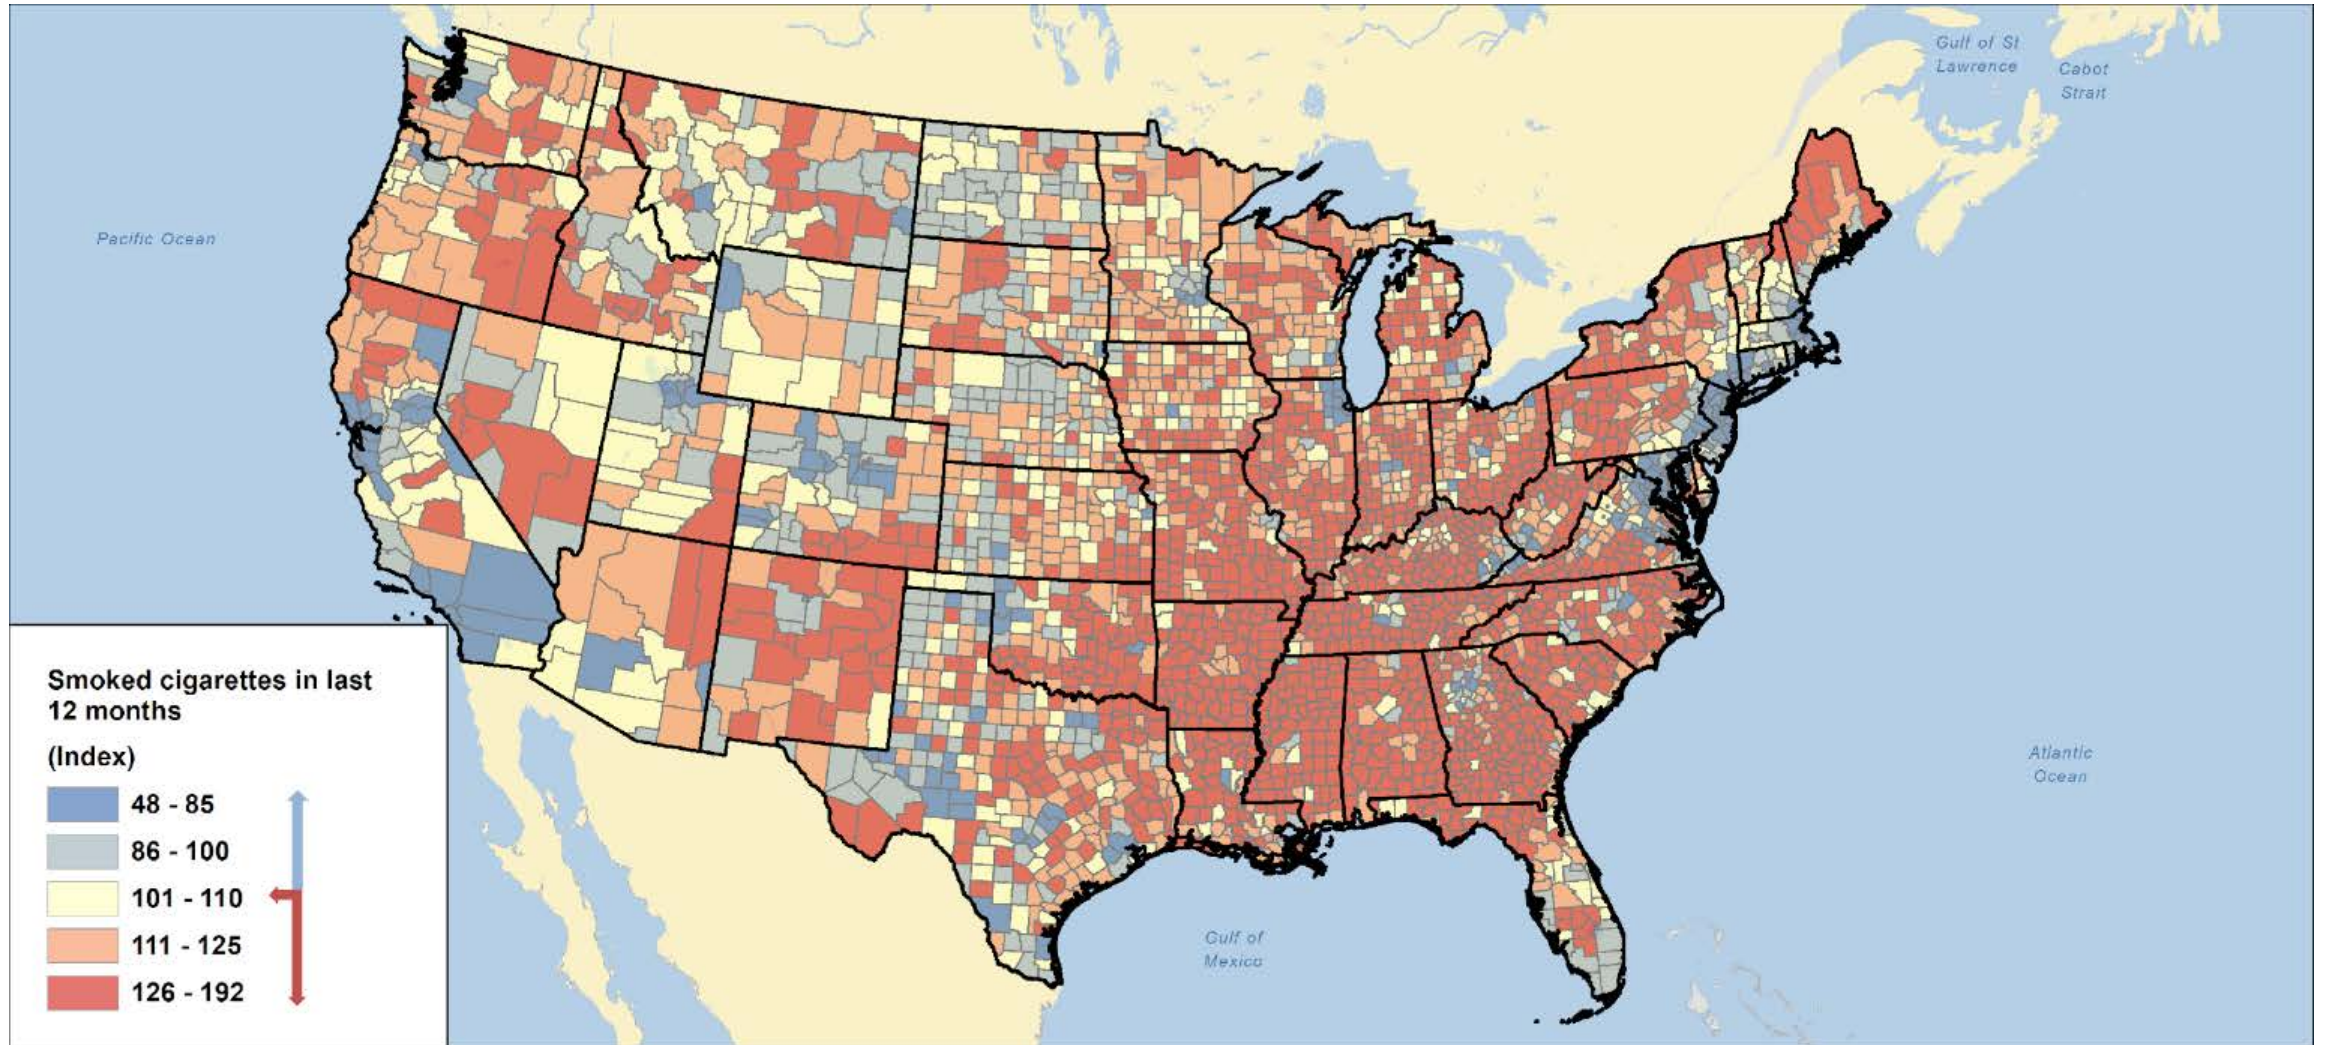 Gulf of St
Lawrence
Cabot
Strait
Pacific Ocean
Smoked cigarettes in last
12 months
(Index)
48 - 85
86 - 100
101 - 110
111 - 125
126 - 192
Atlantic
Ocean
Gulf of
Mexico